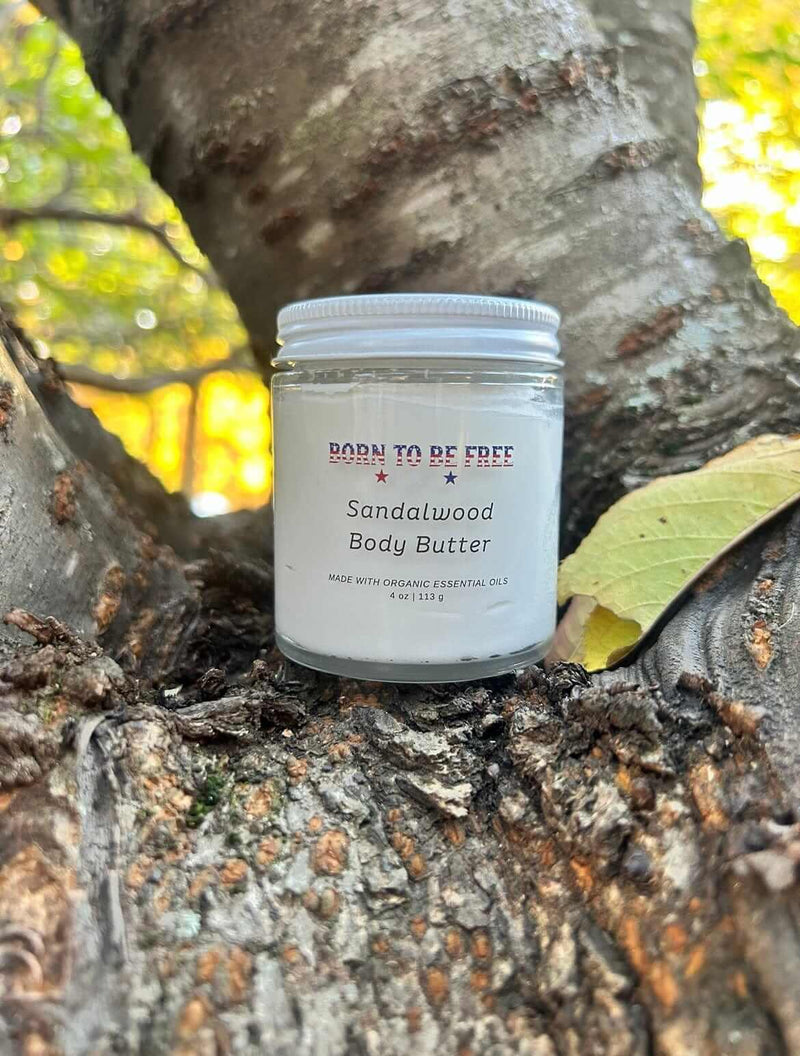 BORN TO BE FREE
Sandalwood
Body Butter
MADE WITH ORGANIC ESSENTIAL OILS
4 oz | 113 g